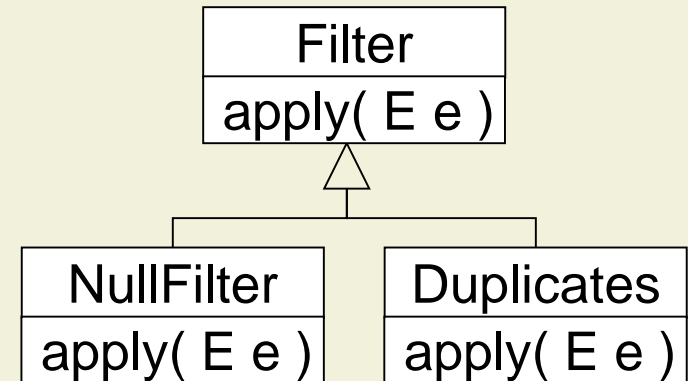 Filter
apply( E e )
NullFilter
Duplicates
apply( E e )
apply( E e )